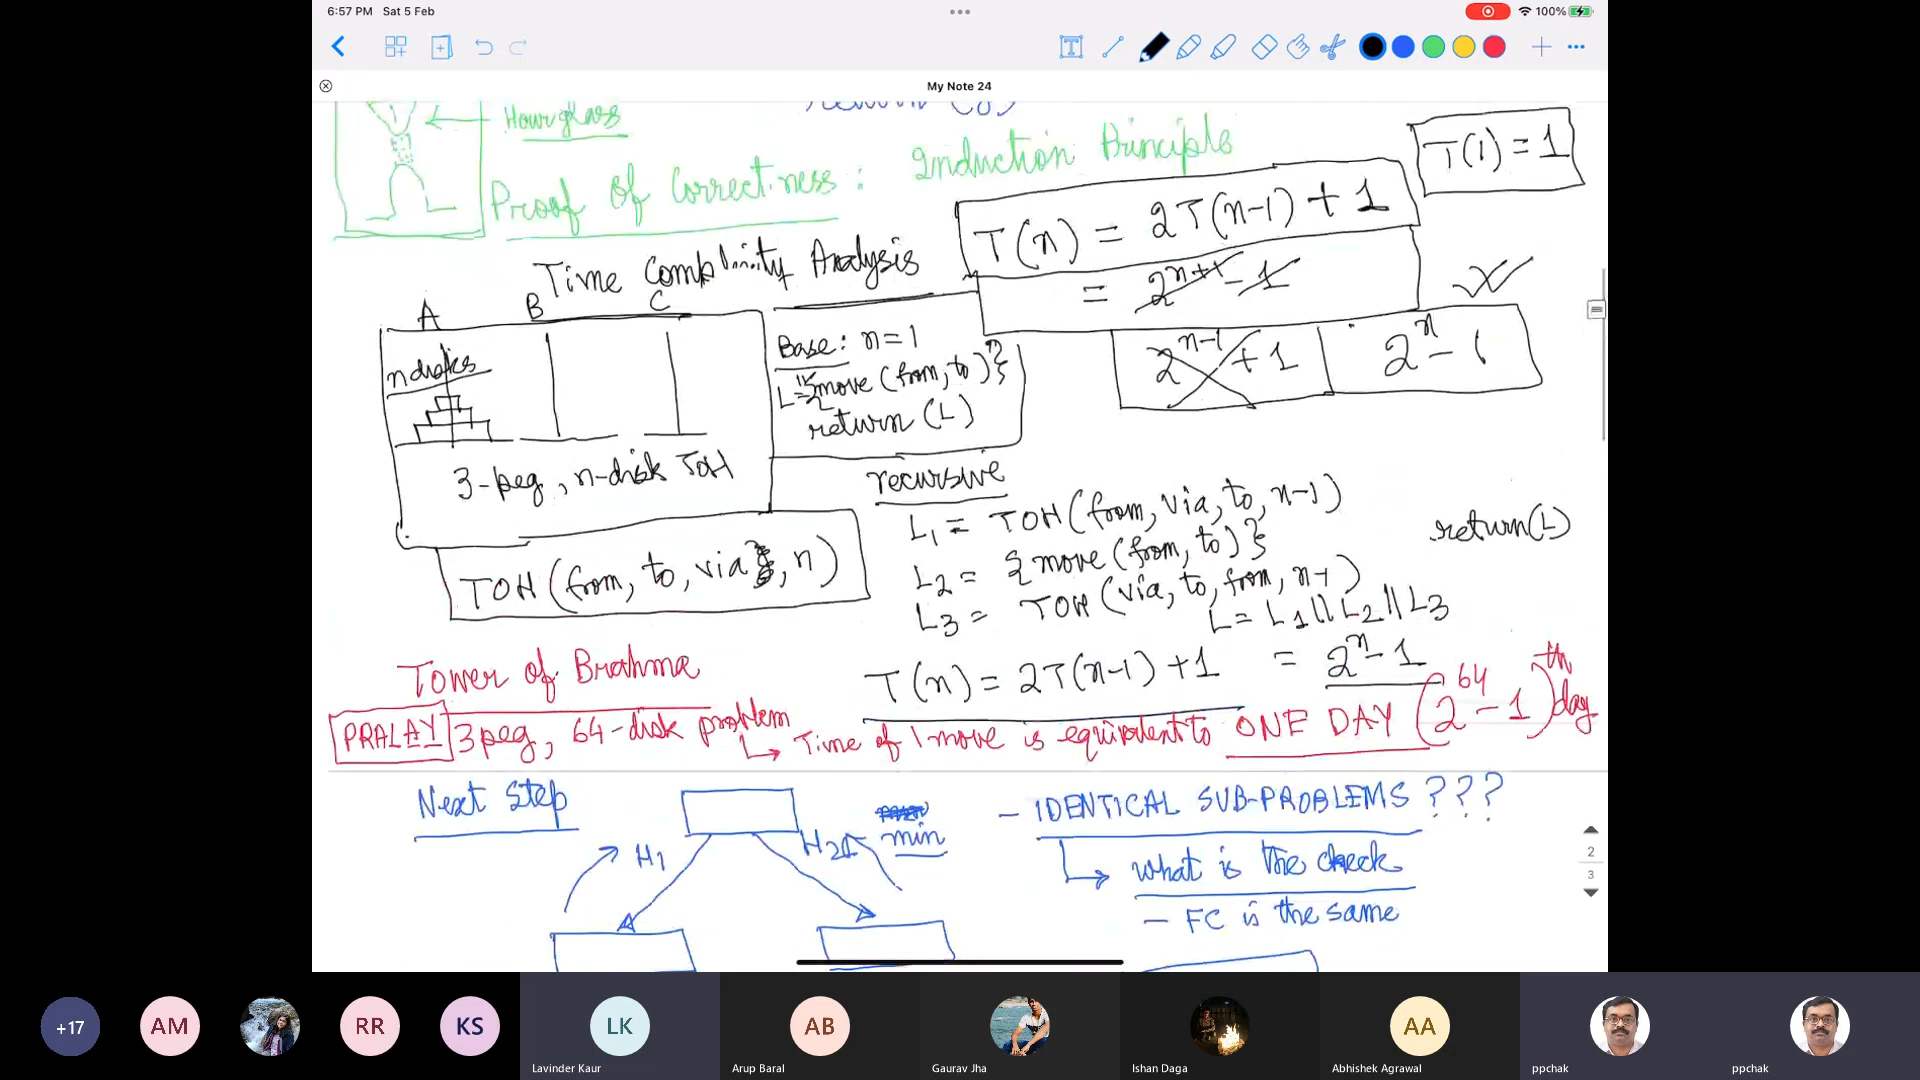 6:57 PM Sat 5 Feb
100%
My Note 24
Hourglass
return
Proof of Correctness : Induction Principle
T(1) = 1
T(n) = 2T(n-1) + 1
= 2^{n+1} - 1
2^{n-1} + 1
2^n - 1
Time Complexity Analysis
A B C
n disks
3-peg, n-disk TOH
TOH (from, to, via, n)
Base: n = 1
L = {move (from, to)}
return (L)
recursive
L1 = TOH (from, via, to, n-1)
L2 = {move (from, to)}
L3 = TOH (via, to, from, n-1)
L = L1 || L2 || L3
return (L)
T(n) = 2T(n-1) + 1 = 2^n - 1
Tower of Brahma
PRALAY 3 peg, 64-disk problem
Time of 1 move is equivalent to ONE DAY (2^64 - 1)th day
Next Step
H1
H2
min
- IDENTICAL SUB-PROBLEMS ???
what is the check
- FC is the same
2
3
+17
AM
RR
KS
LK
AB
AA
Lavinder Kaur
Arup Baral
Gaurav Jha
Ishan Daga
Abhishek Agrawal
ppchak
ppchak